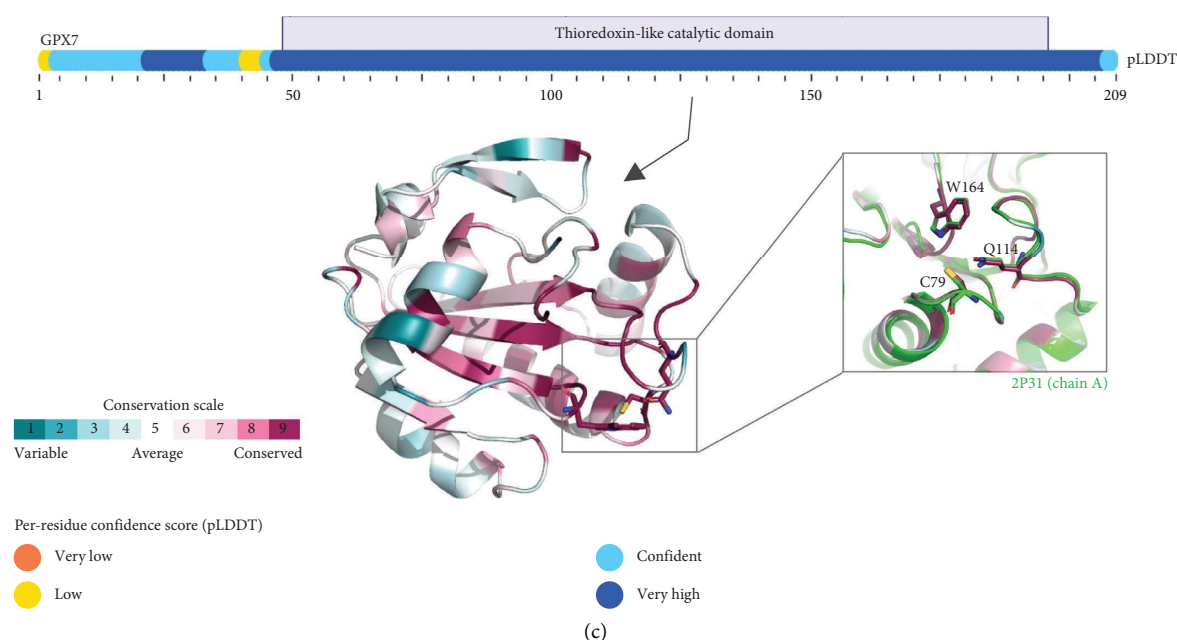 GPX7
Thioredoxin-like catalytic domain
pLDDT
1 50 100 150 209
W164
Q114
C79
2P31 (chain A)
Conservation scale
1 2 3 4 5 6 7 8 9
Variable Average Conserved
Per-residue confidence score (pLDDT)
Very low Confident
Low Very high
(c)